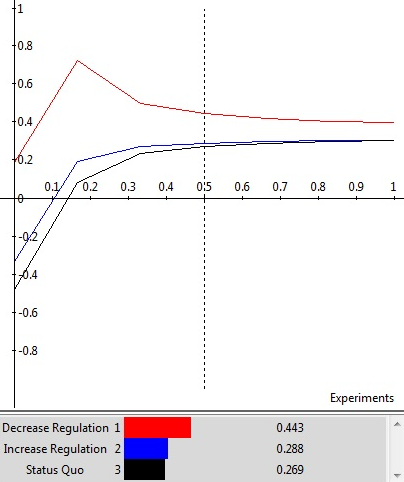 1
0.8
0.6
0.4
0.2
0.1 0.2 0.3 0.4 0.5 0.6 0.7 0.8 0.9 1
0
-0.2
-0.4
-0.6
-0.8
Experiments
Decrease Regulation 1 0.443
Increase Regulation 2 0.288
Status Quo 3 0.269